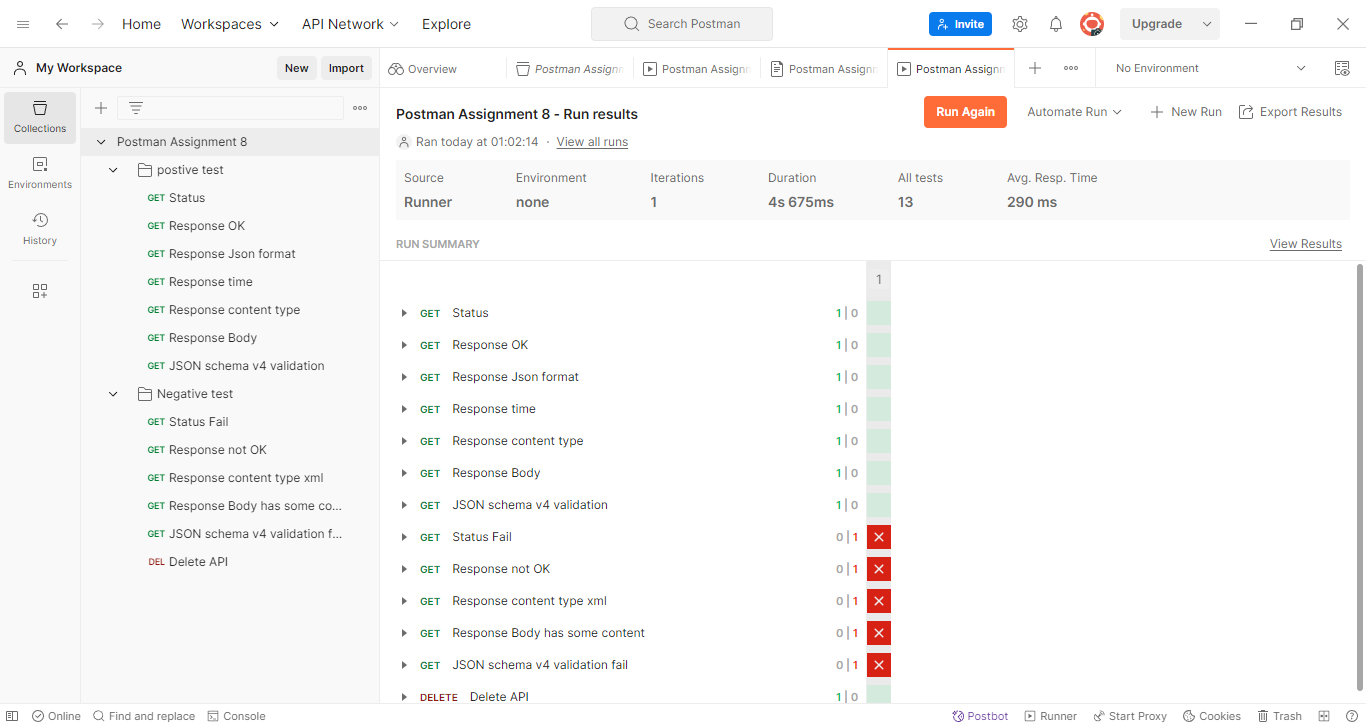 Home Workspaces API Network Explore Search Postman Invite Upgrade
My Workspace New Import Overview Postman Assignn Postman Assignn Postman Assignn Postman Assignn No Environment
Collections
Environments
History
Postman Assignment 8
postive test
GET Status
GET Response OK
GET Response Json format
GET Response time
GET Response content type
GET Response Body
GET JSON schema v4 validation
Negative test
GET Status Fail
GET Response not OK
GET Response content type xml
GET Response Body has some co...
GET JSON schema v4 validation f...
DEL Delete API
Postman Assignment 8 - Run results Run Again Automate Run New Run Export Results
Ran today at 01:02:14 · View all runs
Source Environment Iterations Duration All tests Avg. Resp. Time
Runner none 1 4s 675ms 13 290 ms
RUN SUMMARY View Results
1
GET Status 1 | 0
GET Response OK 1 | 0
GET Response Json format 1 | 0
GET Response time 1 | 0
GET Response content type 1 | 0
GET Response Body 1 | 0
GET JSON schema v4 validation 1 | 0
GET Status Fail 0 | 1
GET Response not OK 0 | 1
GET Response content type xml 0 | 1
GET Response Body has some content 0 | 1
GET JSON schema v4 validation fail 0 | 1
DELETE Delete API 1 | 0
Online Find and replace Console Postbot Runner Start Proxy Cookies Trash